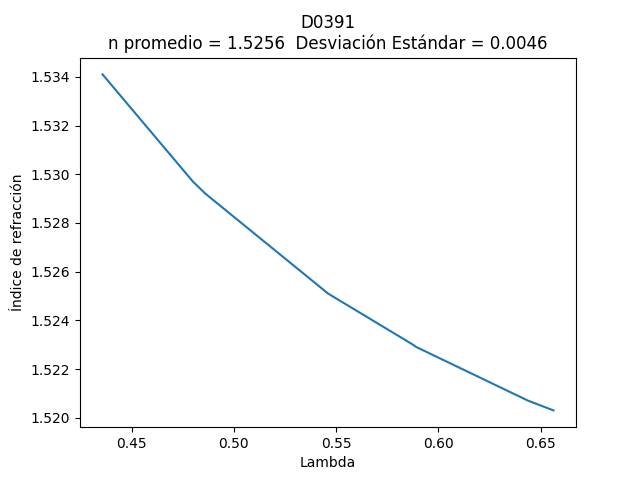 D0391
n promedio = 1.5256  Desviación Estándar = 0.0046
1.534
1.532
1.530
1.528
1.526
1.524
1.522
1.520
Índice de refracción
0.45 0.50 0.55 0.60 0.65
Lambda